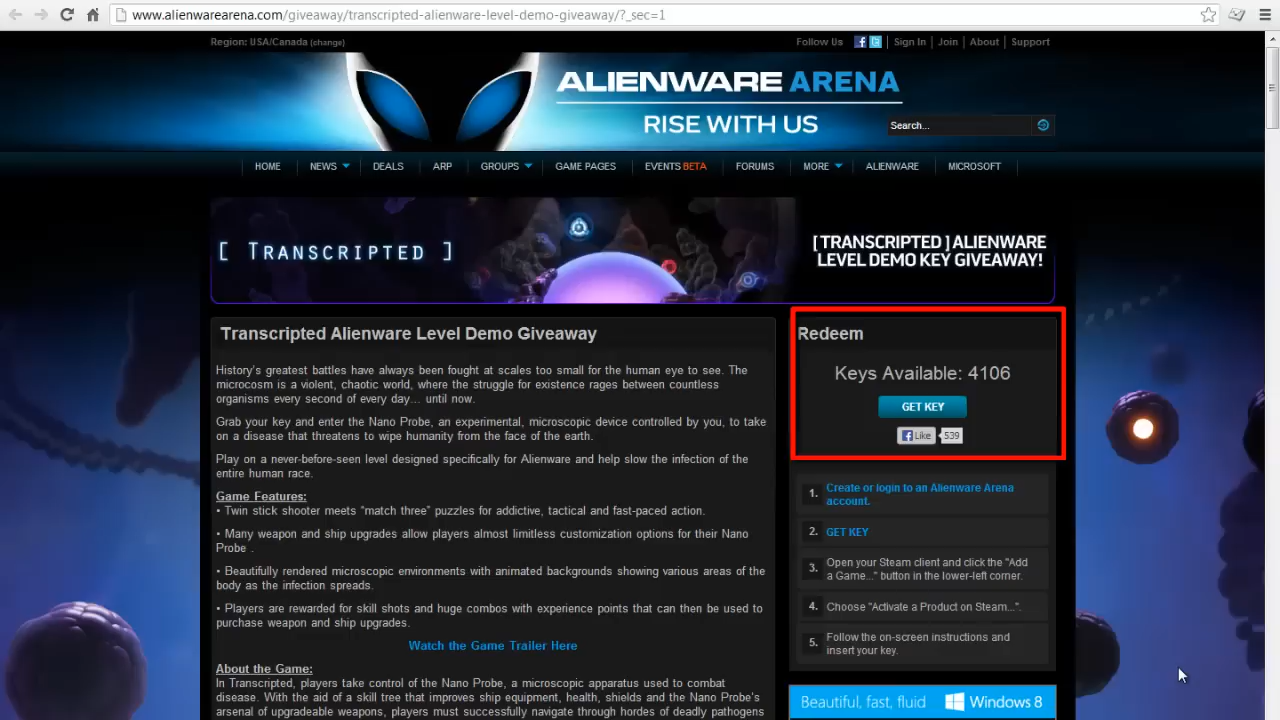 www.alienwarearena.com/giveaway/transcripted-alienware-level-demo-giveaway/?_sec=1
Region: USA/Canada (change)
Follow Us
Sign In | Join | About | Support
ALIENWARE ARENA
RISE WITH US
Search...
HOME
NEWS
DEALS
ARP
GROUPS
GAME PAGES
EVENTS BETA
FORUMS
MORE
ALIENWARE
MICROSOFT
[ TRANSCRIPTED ]
[ TRANSCRIPTED ] ALIENWARE
LEVEL DEMO KEY GIVEAWAY!
Transcripted Alienware Level Demo Giveaway
History's greatest battles have always been fought at scales too small for the human eye to see. The
microcosm is a violent, chaotic world, where the struggle for existence rages between countless
organisms every second of every day... until now.
Grab your key and enter the Nano Probe, an experimental, microscopic device controlled by you, to take
on a disease that threatens to wipe humanity from the face of the earth.
Play on a never-before-seen level designed specifically for Alienware and help slow the infection of the
entire human race.
Game Features:
• Twin stick shooter meets "match three" puzzles for addictive, tactical and fast-paced action.
• Many weapon and ship upgrades allow players almost limitless customization options for their Nano
Probe .
• Beautifully rendered microscopic environments with animated backgrounds showing various areas of the
body as the infection spreads.
• Players are rewarded for skill shots and huge combos with experience points that can then be used to
purchase weapon and ship upgrades.
Watch the Game Trailer Here
About the Game:
In Transcripted, players take control of the Nano Probe, a microscopic apparatus used to combat
disease. With the aid of a skill tree that improves ship equipment, health, shields and the Nano Probe's
arsenal of upgradeable weapons, players must successfully navigate through hordes of deadly pathogens
Redeem
Keys Available: 4106
GET KEY
Like 539
1. Create or login to an Alienware Arena
account.
2. GET KEY
3. Open your Steam client and click the "Add
a Game..." button in the lower-left corner.
4. Choose "Activate a Product on Steam...".
5. Follow the on-screen instructions and
insert your key.
Beautiful, fast, fluid Windows 8